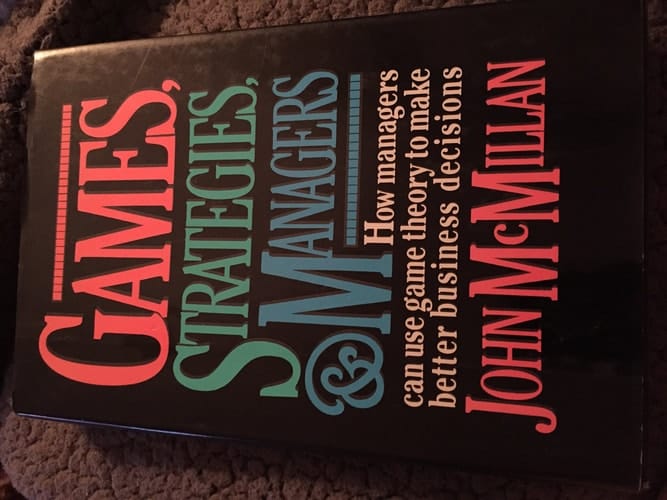 GAMES,
STRATEGIES,
& MANAGERS
How managers
can use game theory to make
better business decisions
JOHN MCMILLAN